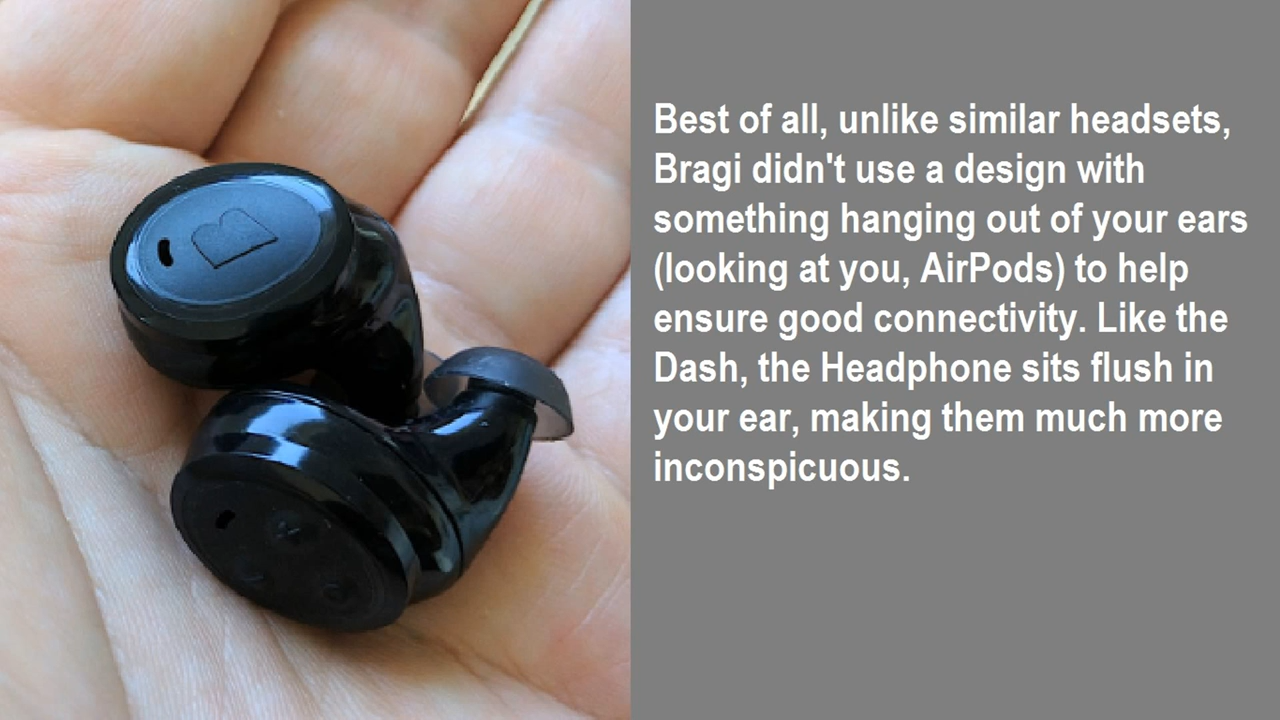 Best of all, unlike similar headsets,
Bragi didn't use a design with
something hanging out of your ears
(looking at you, AirPods) to help
ensure good connectivity. Like the
Dash, the Headphone sits flush in
your ear, making them much more
inconspicuous.